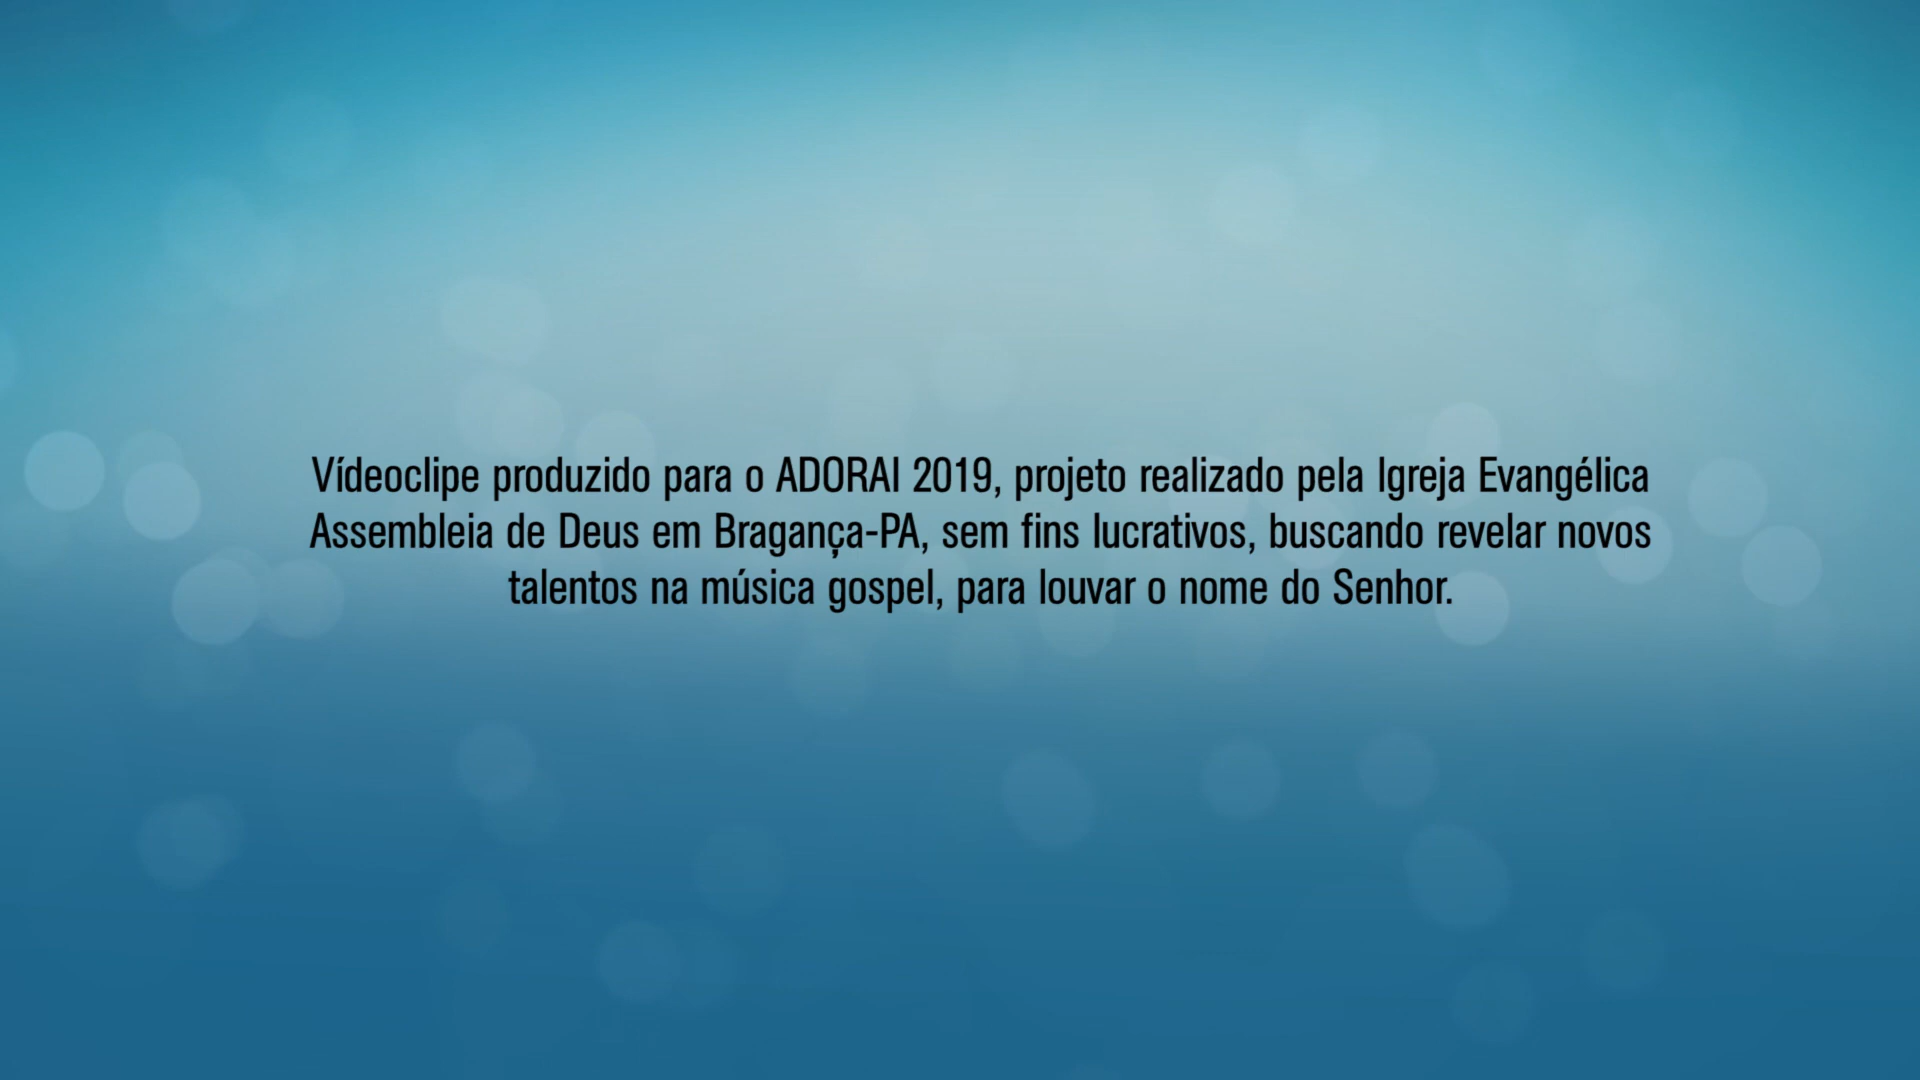 Vídeoclipe produzido para o ADORAI 2019, projeto realizado pela Igreja Evangélica
Assembleia de Deus em Bragança-PA, sem fins lucrativos, buscando revelar novos
talentos na música gospel, para louvar o nome do Senhor.